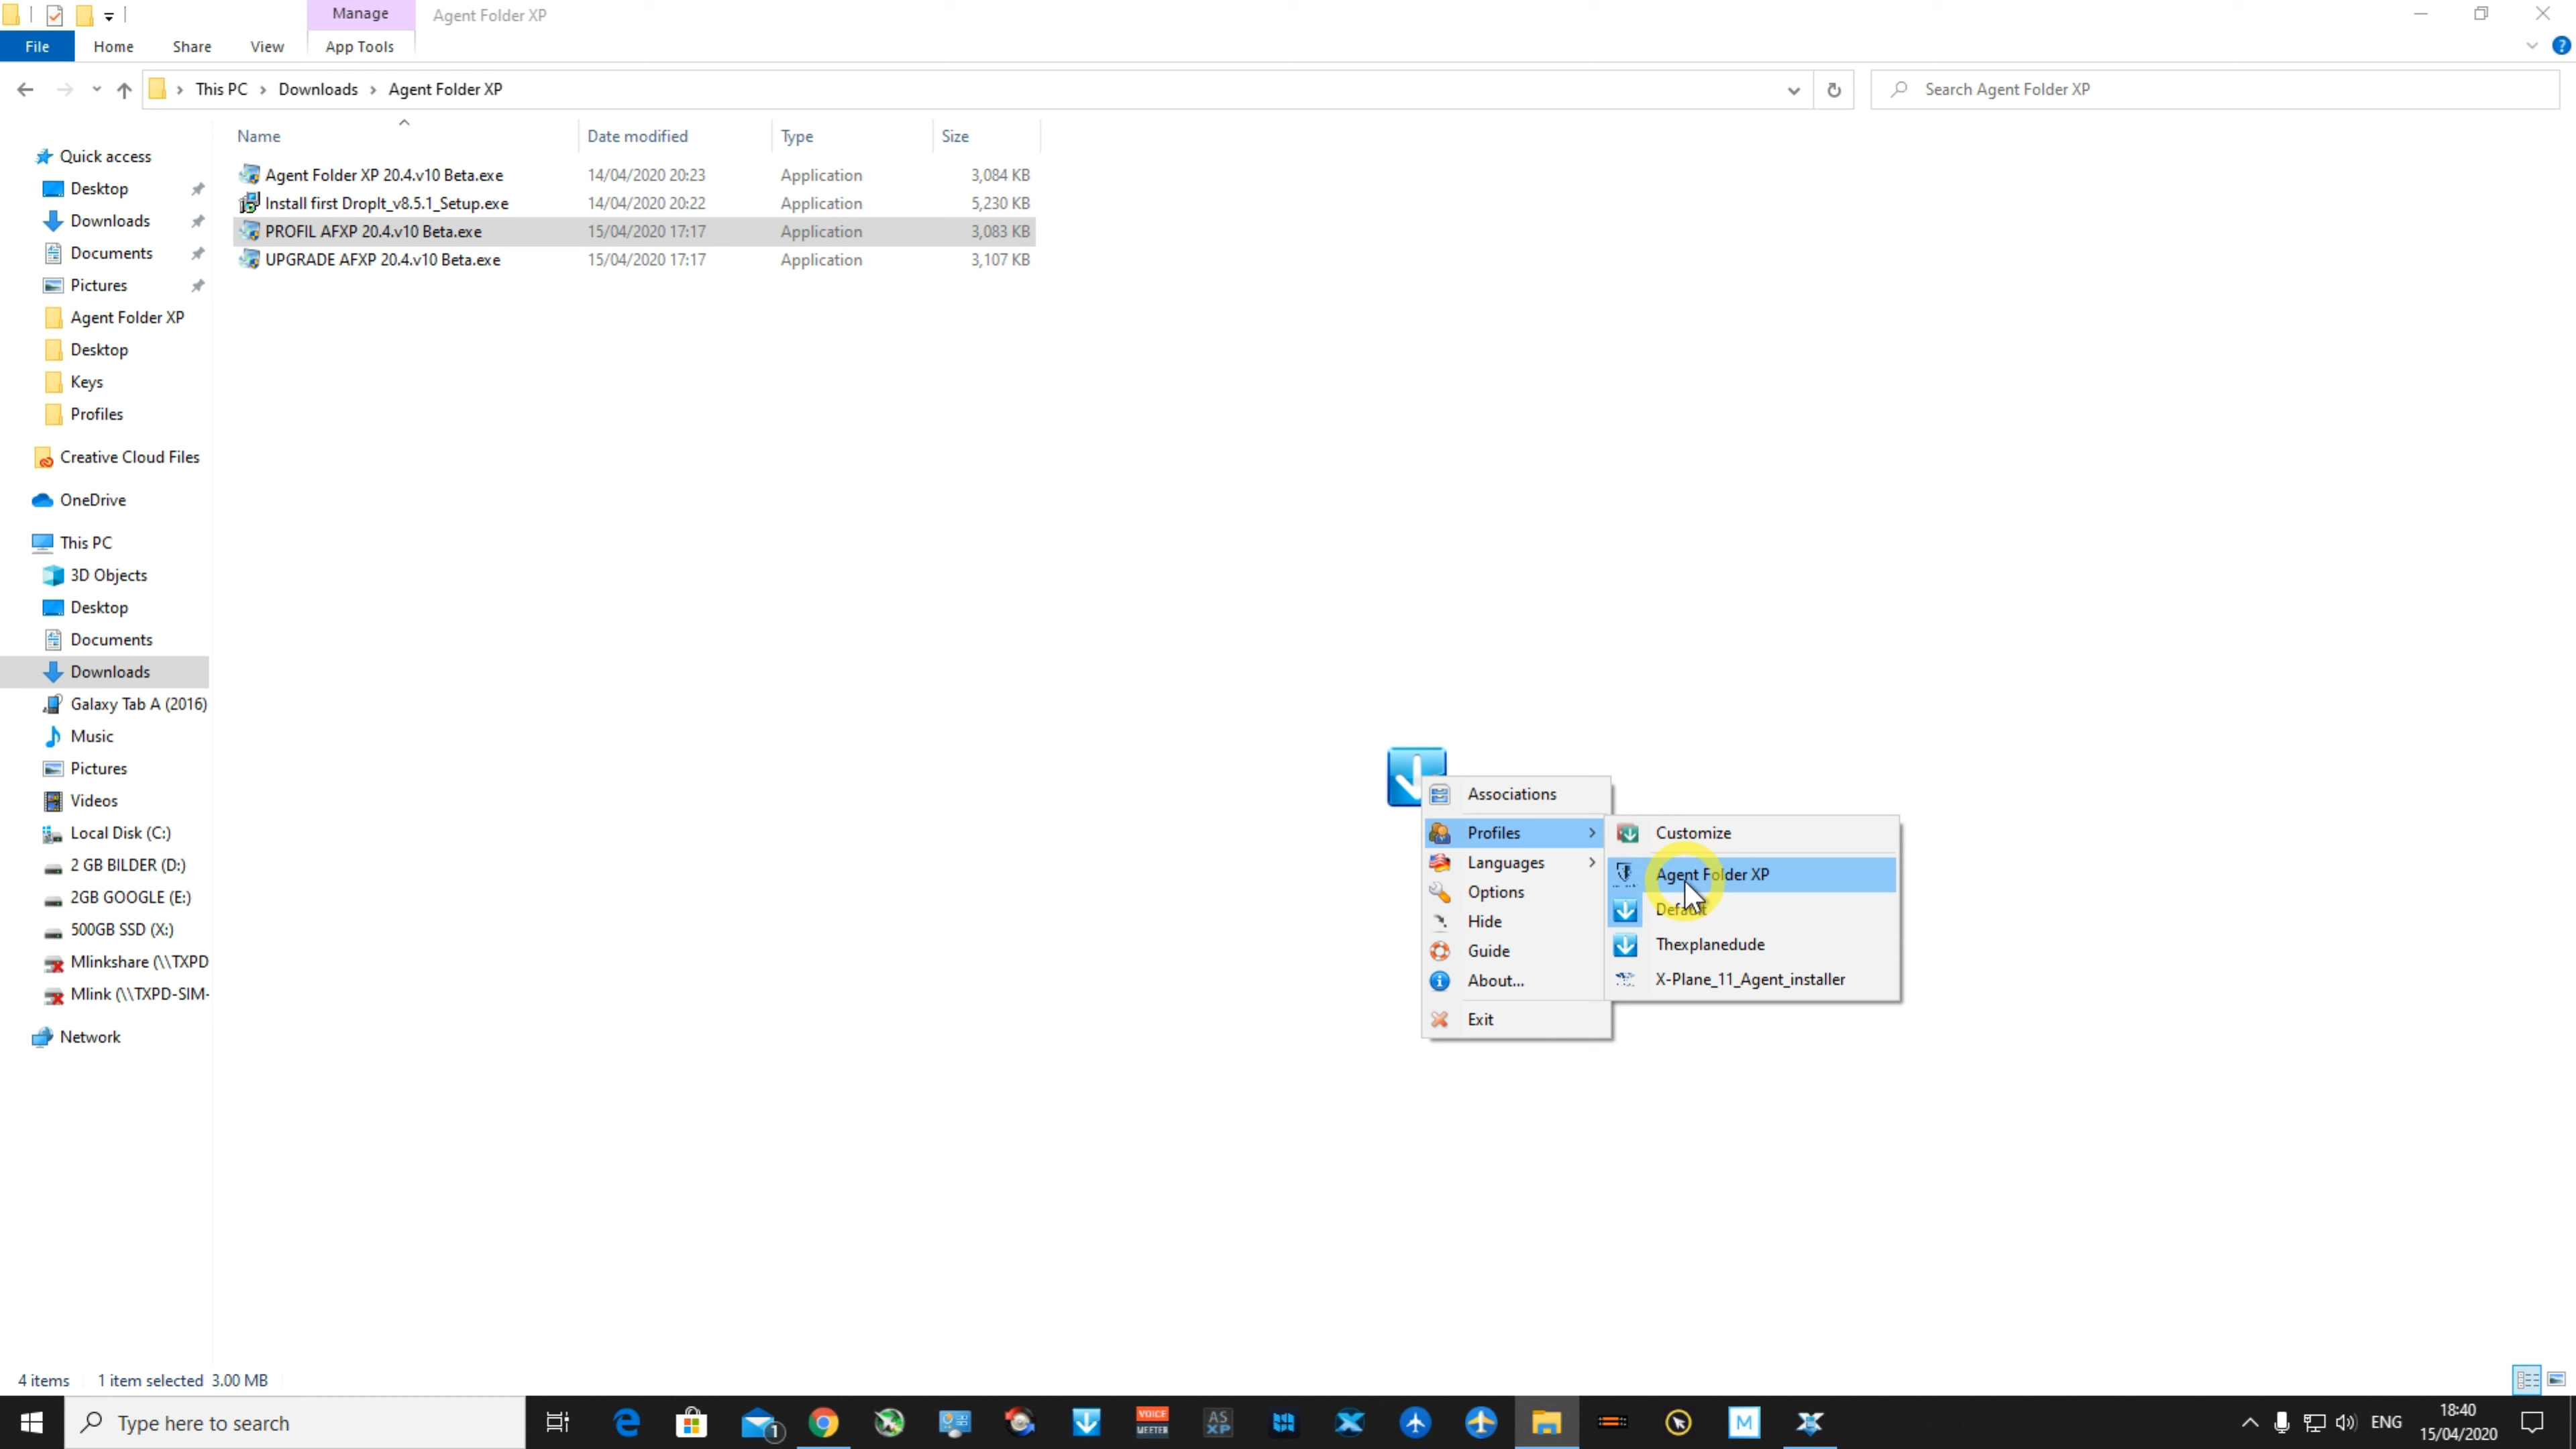 Manage
Agent Folder XP
File
Home
Share
View
App Tools
This PC
Downloads
Agent Folder XP
Search Agent Folder XP
Name
Date modified
Type
Size
Agent Folder XP 20.4.v10 Beta.exe 14/04/2020 20:23 Application 3,084 KB
Install first DropIt_v8.5.1_Setup.exe 14/04/2020 20:22 Application 5,230 KB
PROFIL AFXP 20.4.v10 Beta.exe 15/04/2020 17:17 Application 3,083 KB
UPGRADE AFXP 20.4.v10 Beta.exe 15/04/2020 17:17 Application 3,107 KB
Quick access
Desktop
Downloads
Documents
Pictures
Agent Folder XP
Desktop
Keys
Profiles
Creative Cloud Files
OneDrive
This PC
3D Objects
Desktop
Documents
Downloads
Galaxy Tab A (2016)
Music
Pictures
Videos
Local Disk (C:)
2 GB BILDER (D:)
2GB GOOGLE (E:)
500GB SSD (X:)
Mlinkshare (\\TXPD
Mlink (\\TXPD-SIM-
Network
Associations
Profiles
Languages
Options
Hide
Guide
About...
Exit
Customize
Agent Folder XP
Default
Thexplanedude
X-Plane_11_Agent_installer
4 items
1 item selected 3.00 MB
Type here to search
1
VOICE
MEETER
AS
XP
M
ENG
18:40
15/04/2020